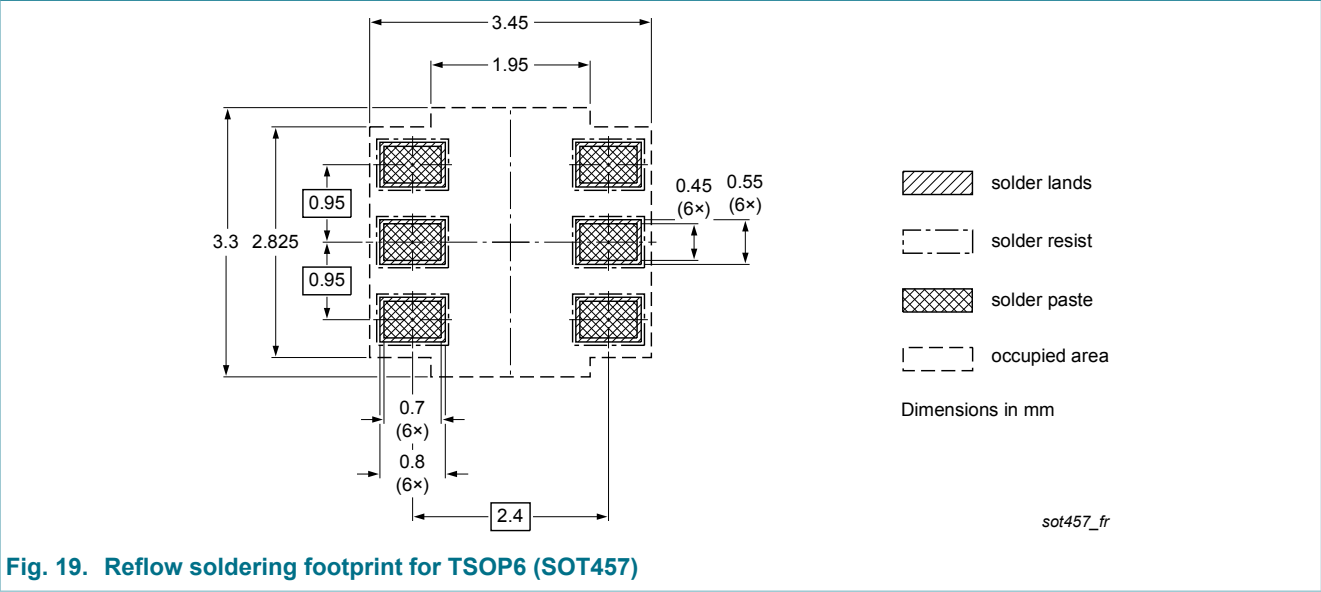 3.45
1.95
0.45 0.55
(6×) (6×)
0.95
3.3 2.825
0.95
0.7
(6×)
0.8
(6×)
2.4
solder lands
solder resist
solder paste
occupied area
Dimensions in mm
sot457_fr
Fig. 19. Reflow soldering footprint for TSOP6 (SOT457)